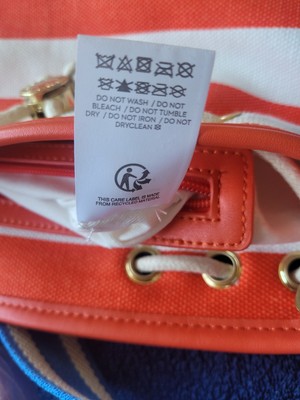 DO NOT WASH / DO NOT
BLEACH / DO NOT TUMBLE
DRY / DO NOT IRON / DO NOT
DRYCLEAN
THIS CARE LABEL IS MADE
FROM RECYCLED MATERIAL